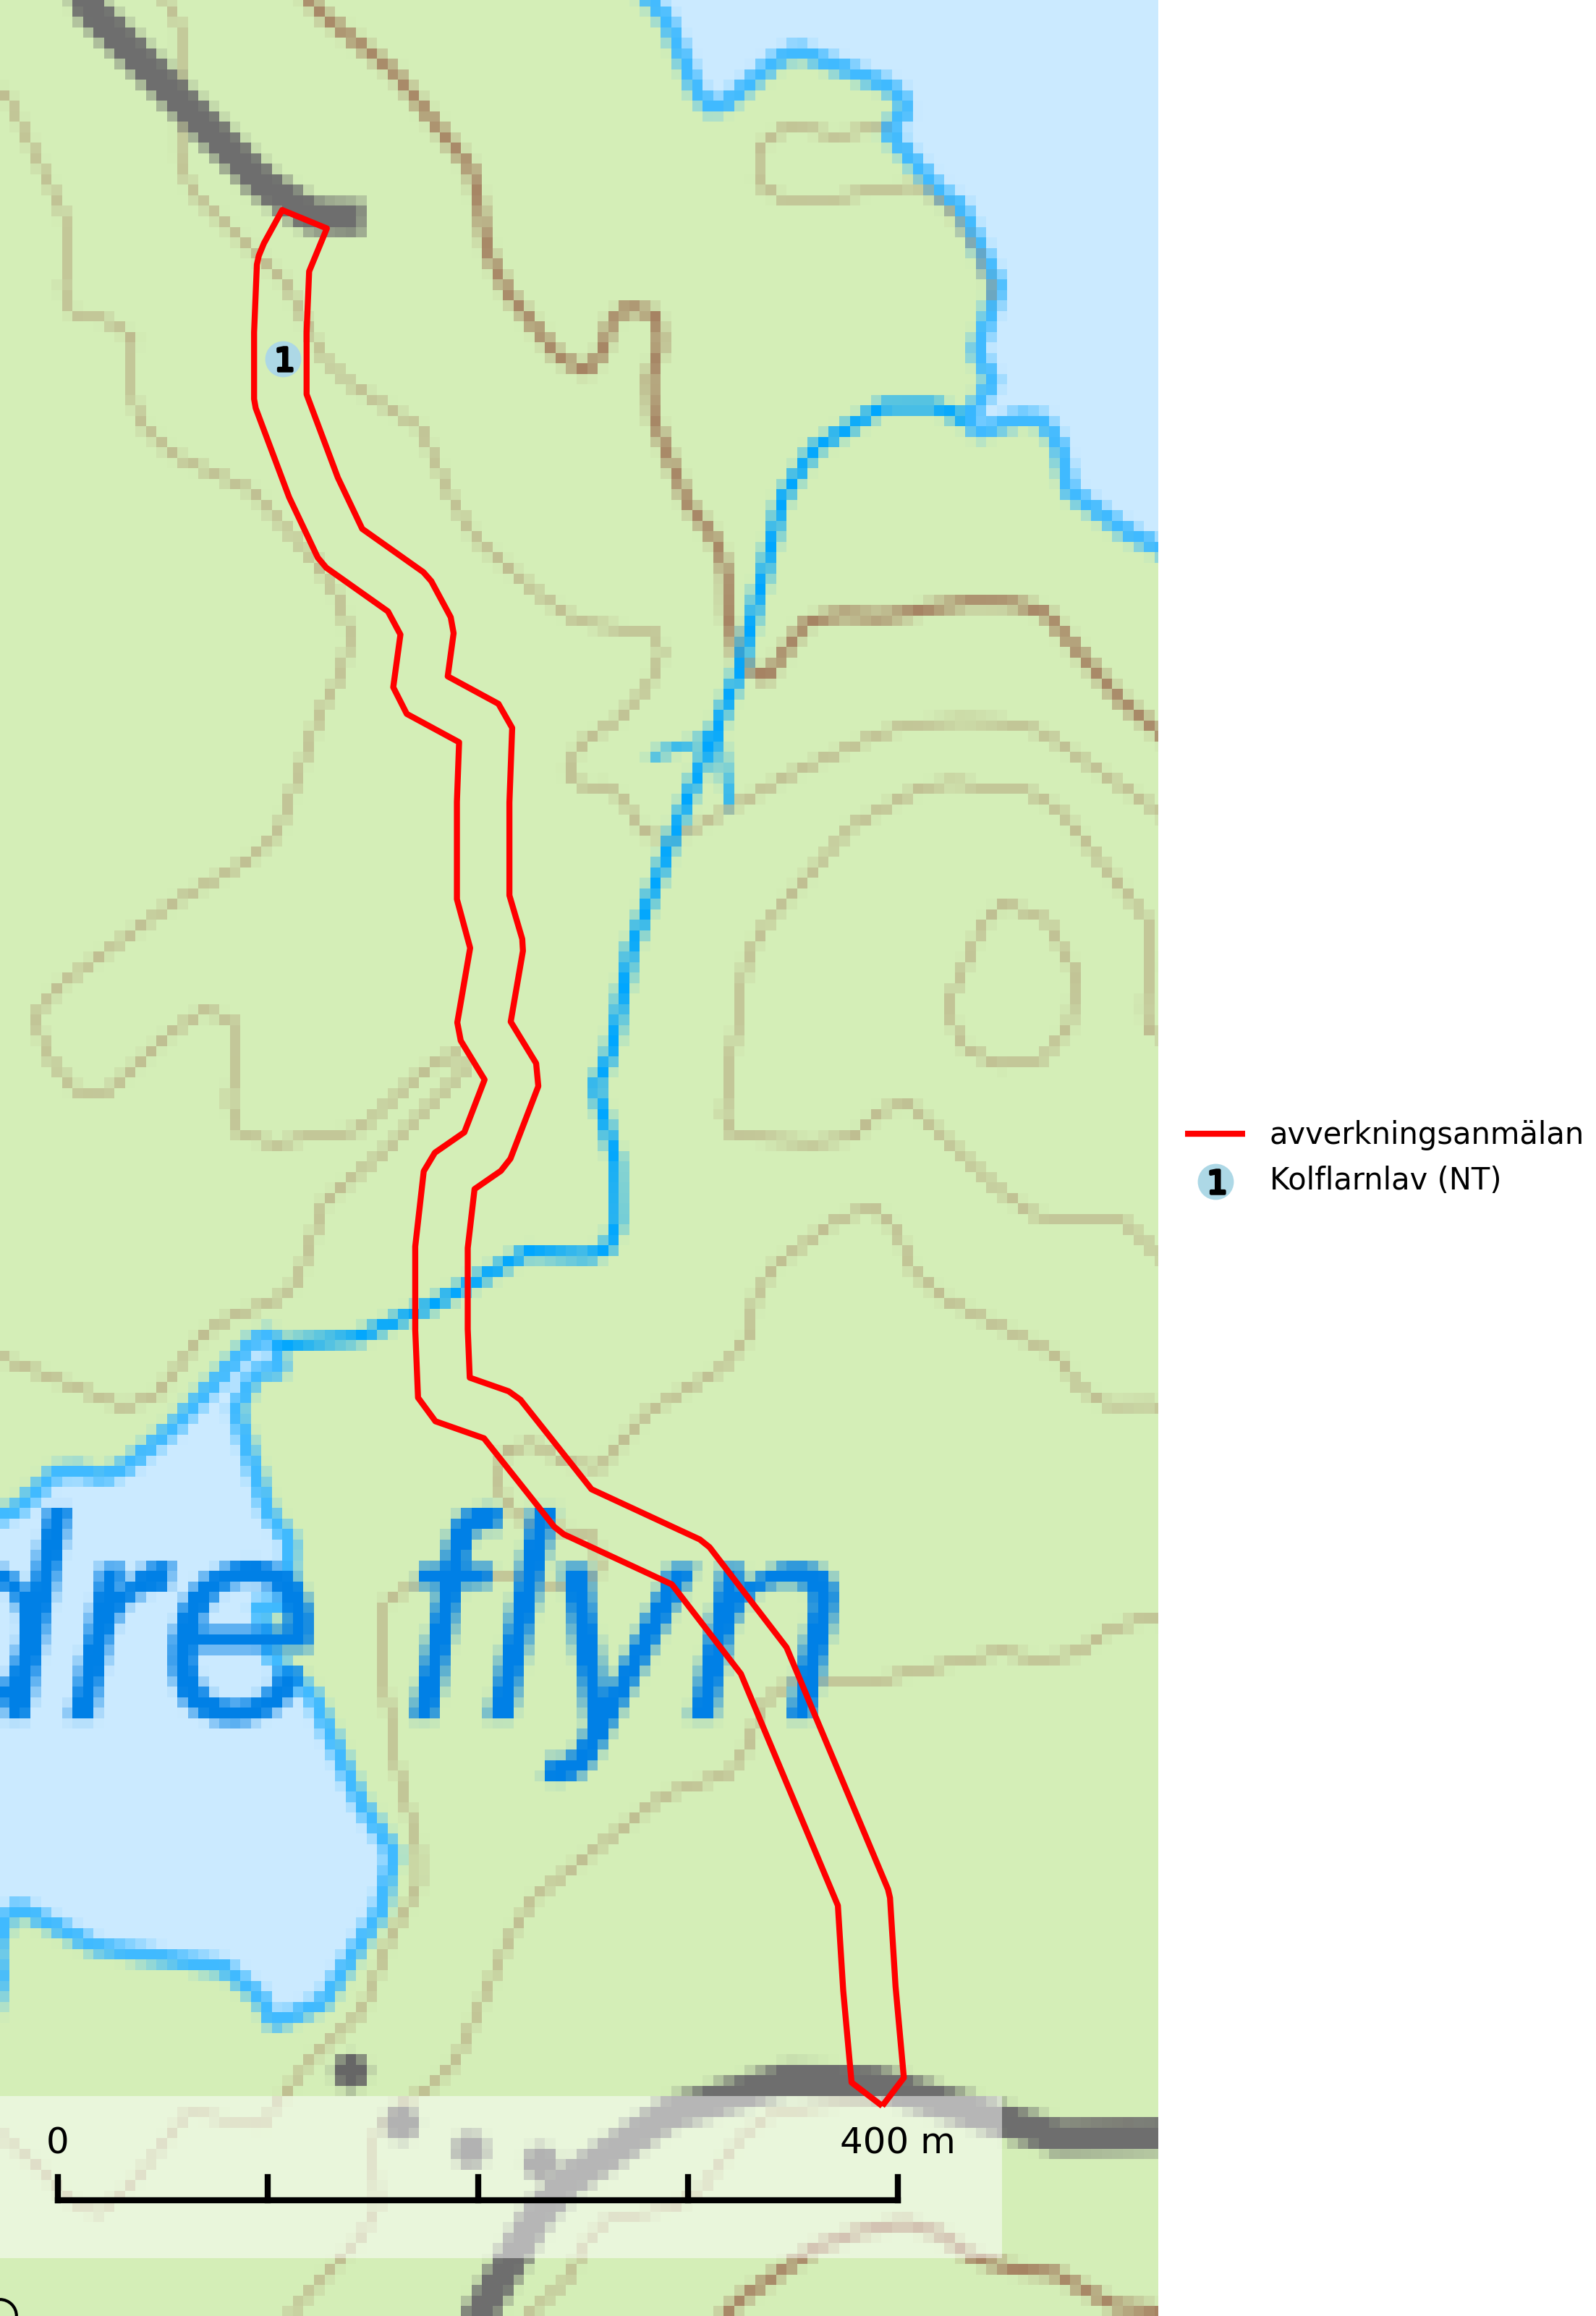 1
avverkningsanmälan
1 Kolflarnlav (NT)
dre flyn
0 400 m